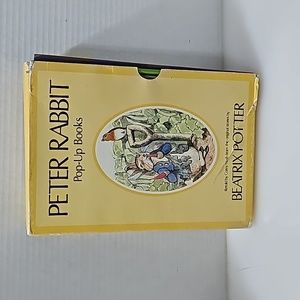 PETER RABBIT
Pop-Up Books
BEATRIX POTTER